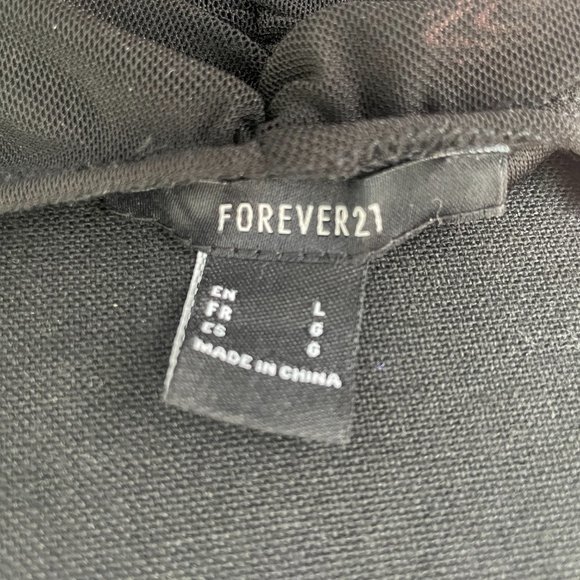 FOREVER21
EN L
FR G
ES G
MADE IN CHINA